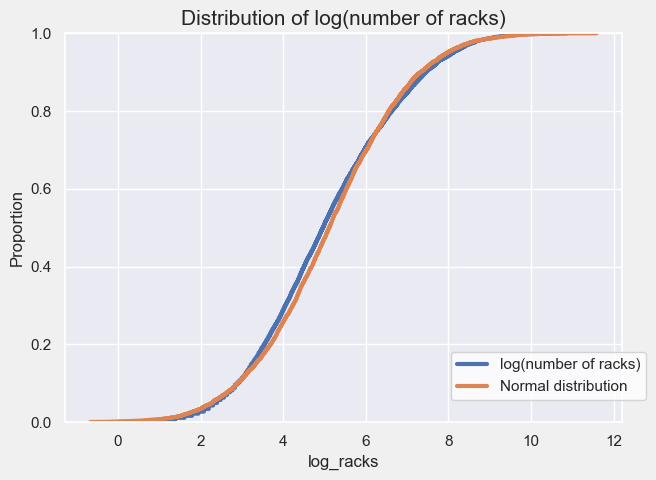 Distribution of log(number of racks)
1.0
0.8
0.6
0.4
0.2
0.0
Proportion
log(number of racks)
Normal distribution
0 2 4 6 8 10 12
log_racks